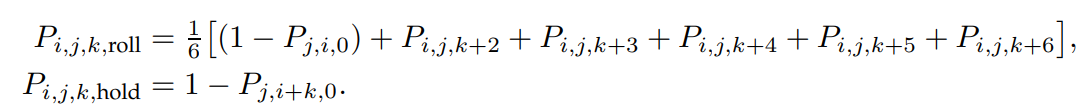 P_{i,j,k,roll} = \frac{1}{6}[(1 − P_{j,i,0}) + P_{i,j,k+2} + P_{i,j,k+3} + P_{i,j,k+4} + P_{i,j,k+5} + P_{i,j,k+6}],
P_{i,j,k,hold} = 1 − P_{j,i+k,0}.